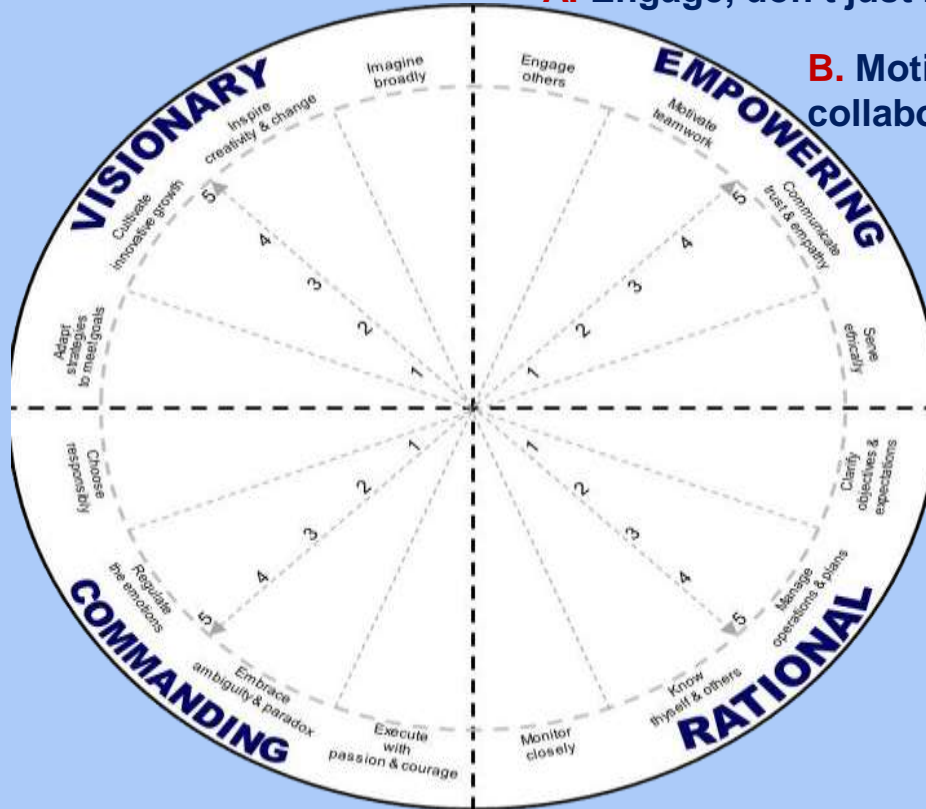 A. Engage, don't just
B. Moti
collabo
VISIONARY
Imagine
broadly
Inspire
creativity & change
Cultivate
innovative growth
Adapt
strategies
to meet goals
EMPOWERING
Engage
others
Motivate
teamwork
Communicate
trust & empathy
Serve
ethically
5
4
3
2
1
5
4
3
2
1
1
2
3
4
5
1
2
3
4
5
Choose
responsibly
Regulate
the emotions
Embrace
ambiguity & paradox
Execute
with
passion & courage
COMMANDING
Clarify
objectives &
expectations
Manage
operations & plans
Know
thyself & others
Monitor
closely
RATIONAL